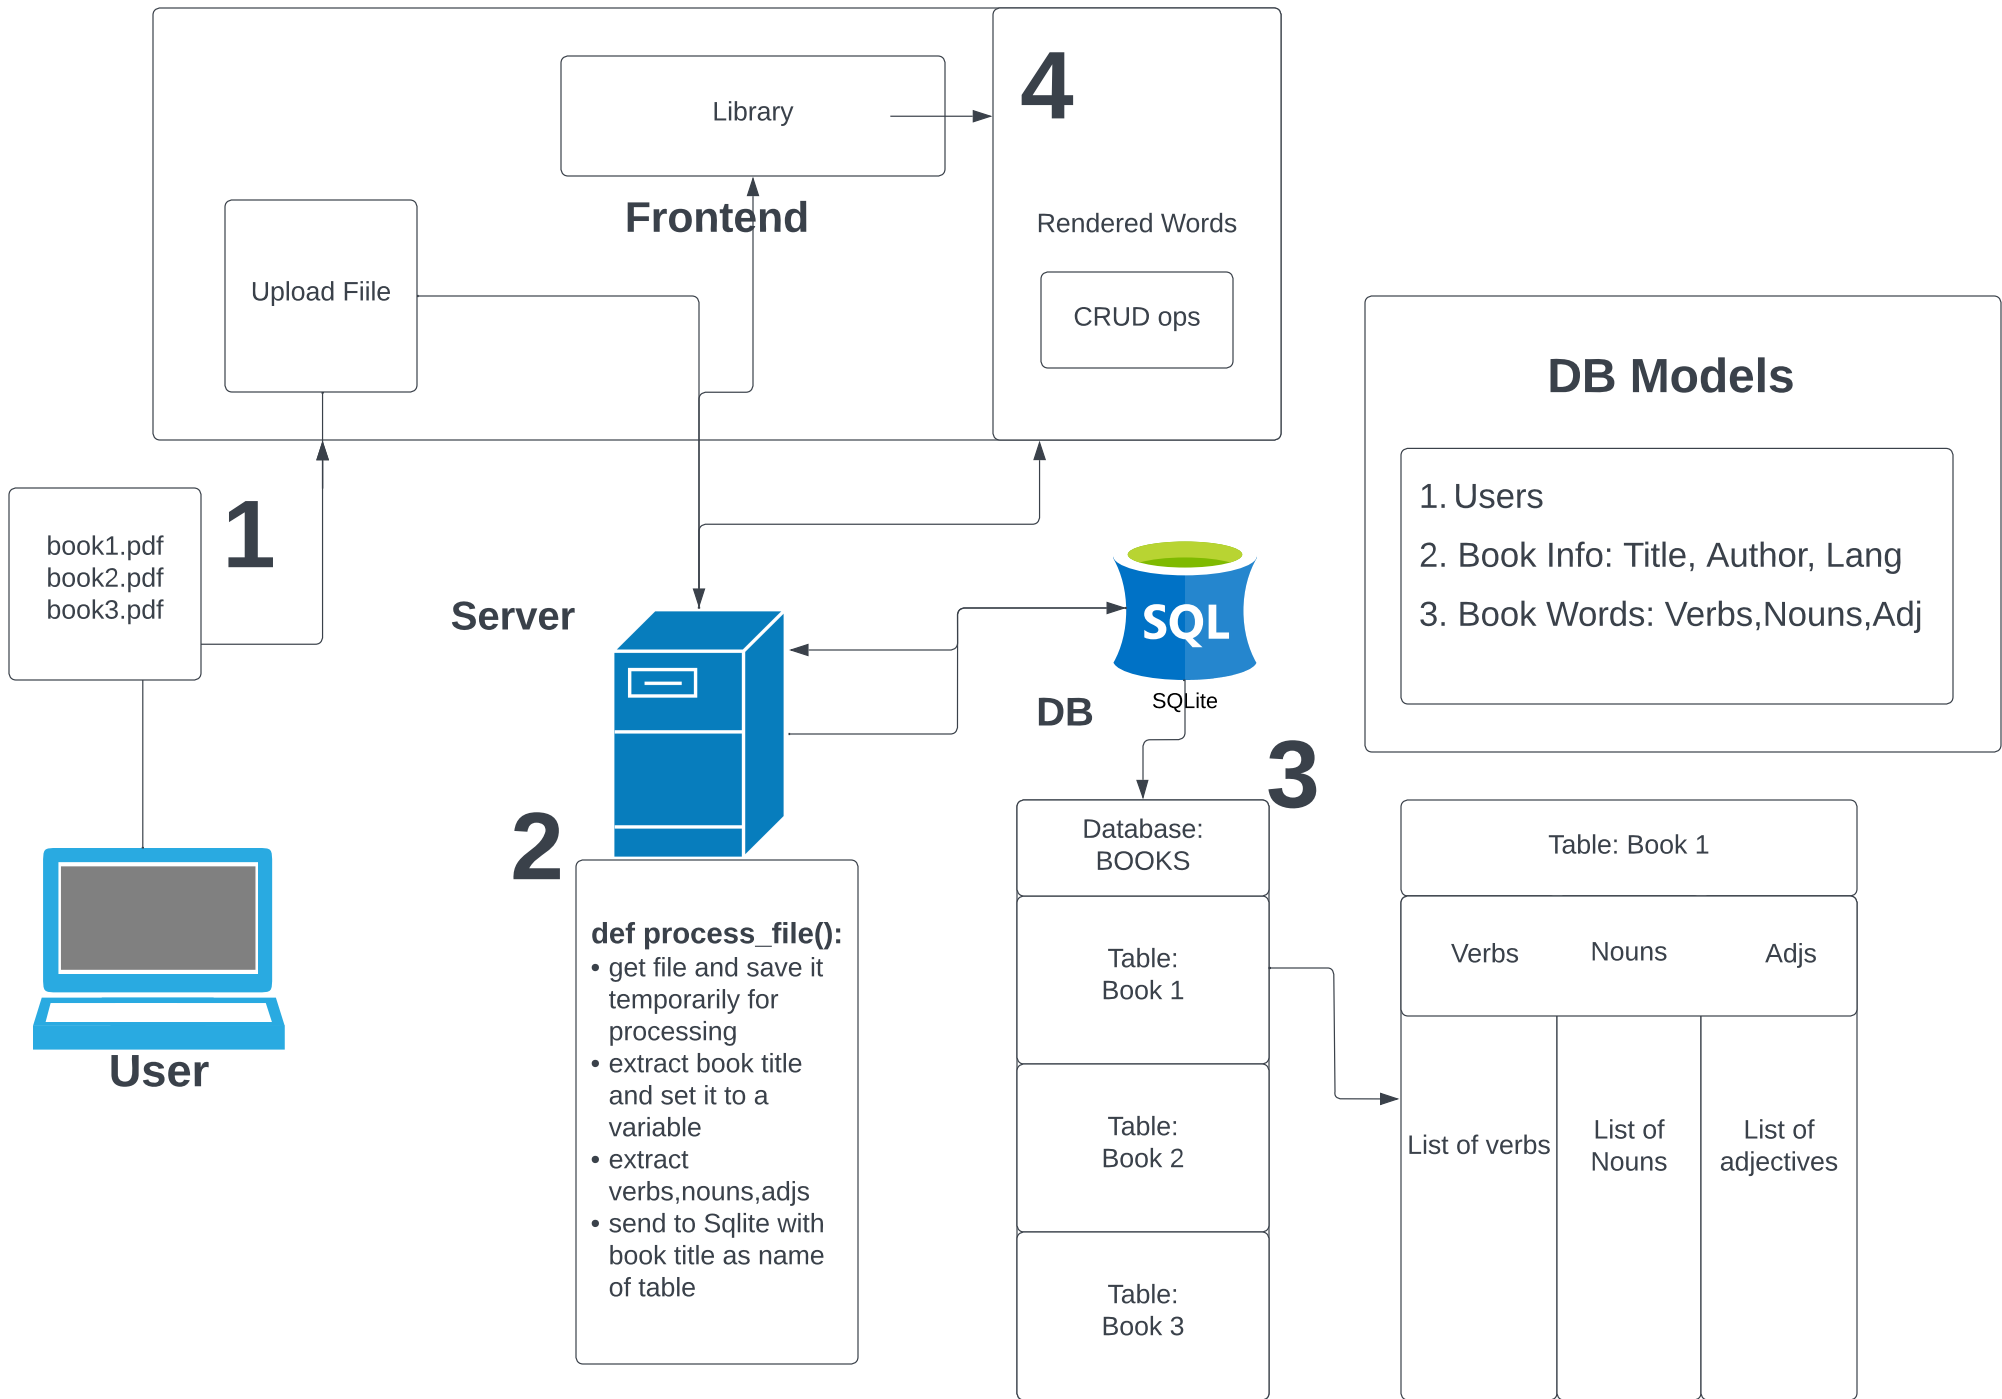 4
Library
Frontend
Rendered Words
Upload Fiile
CRUD ops
DB Models
1. Users
2. Book Info: Title, Author, Lang
3. Book Words: Verbs,Nouns,Adj
1
book1.pdf
book2.pdf
book3.pdf
Server
SQL
SQLite
DB
3
User
2
def process_file():
• get file and save it
temporarily for
processing
• extract book title
and set it to a
variable
• extract
verbs,nouns,adjs
• send to Sqlite with
book title as name
of table
Database:
BOOKS
Table:
Book 1
Table:
Book 2
Table:
Book 3
Table: Book 1
Verbs
Nouns
Adjs
List of verbs
List of
Nouns
List of
adjectives